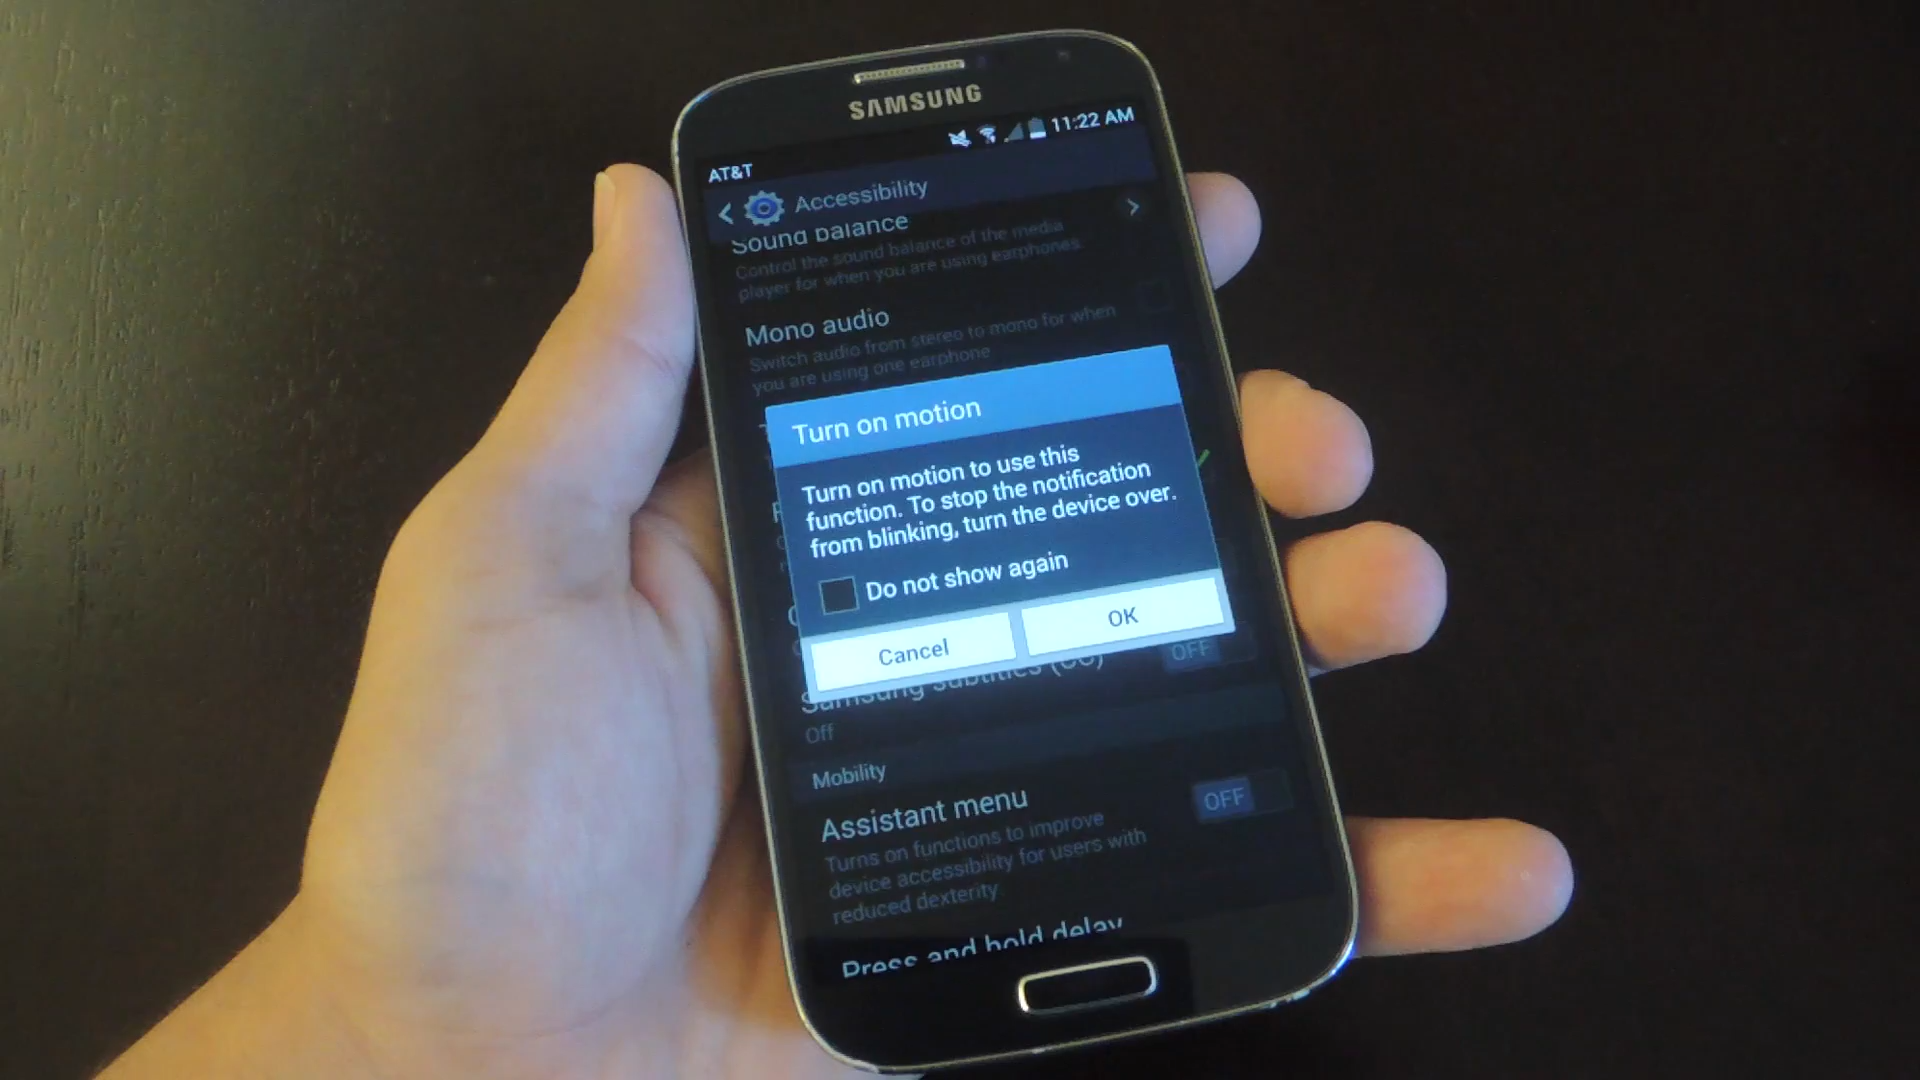 SAMSUNG
11:22 AM
AT&T
Accessibility
Sound balance
Control the sound balance of the media
player for when you are using earphones.
Mono audio
Switch audio from stereo to mono for when
you are using one earphone
Turn on motion
Turn on motion to use this
function. To stop the notification
from blinking, turn the device over.
Do not show again
Cancel
OK
Samsung subtitles (CC)
OFF
Off
Mobility
Assistant menu
OFF
Turns on functions to improve
device accessibility for users with
reduced dexterity
Press and hold delay